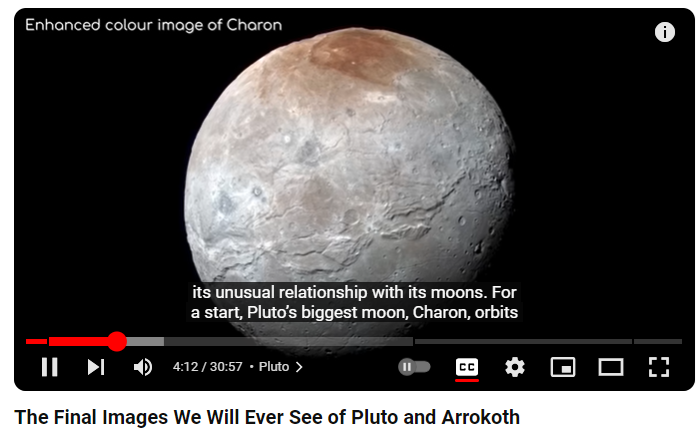 Enhanced colour image of Charon
its unusual relationship with its moons. For
a start, Pluto's biggest moon, Charon, orbits
4:12 / 30:57 • Pluto
CC
The Final Images We Will Ever See of Pluto and Arrokoth